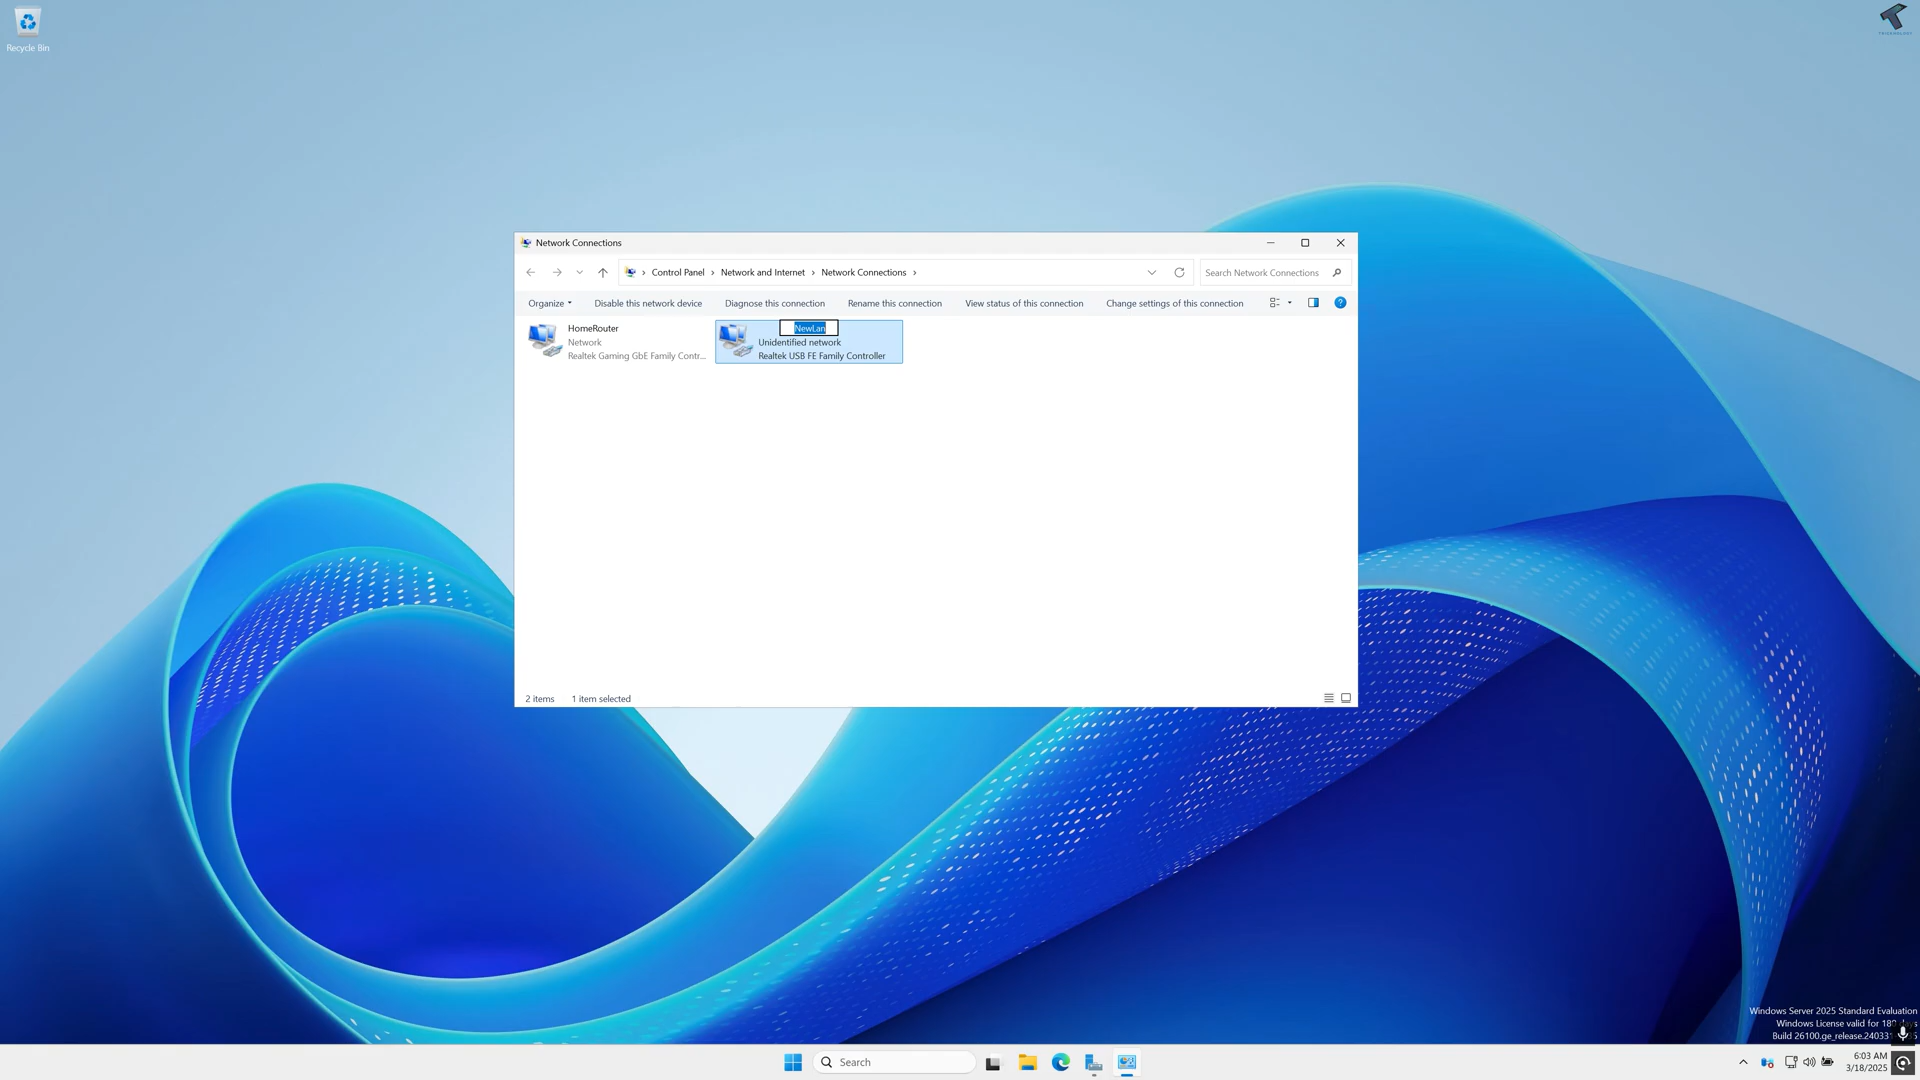 Recycle Bin
Network Connections
Control Panel > Network and Internet > Network Connections >
Search Network Connections
Organize
Disable this network device
Diagnose this connection
Rename this connection
View status of this connection
Change settings of this connection
HomeRouter
Network
Realtek Gaming GbE Family Contr...
NewLan
Unidentified network
Realtek USB FE Family Controller
2 items
1 item selected
Windows Server 2025 Standard Evaluation
Windows License valid for 180
Build 26100.ge_release.24033
Search
6:03 AM
3/18/2025